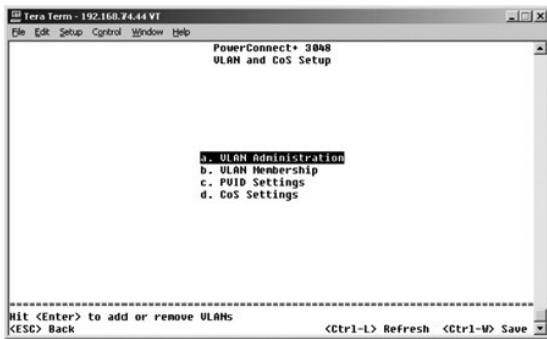 Tera Term - 192.168.74.44 VT
File Edit Setup Control Window Help
PowerConnect+ 3048
VLAN and CoS Setup
a. VLAN Administration
b. VLAN Membership
c. PVID Settings
d. CoS Settings
Hit <Enter> to add or remove VLANs
<ESC> Back <Ctrl-L> Refresh <Ctrl-W> Save